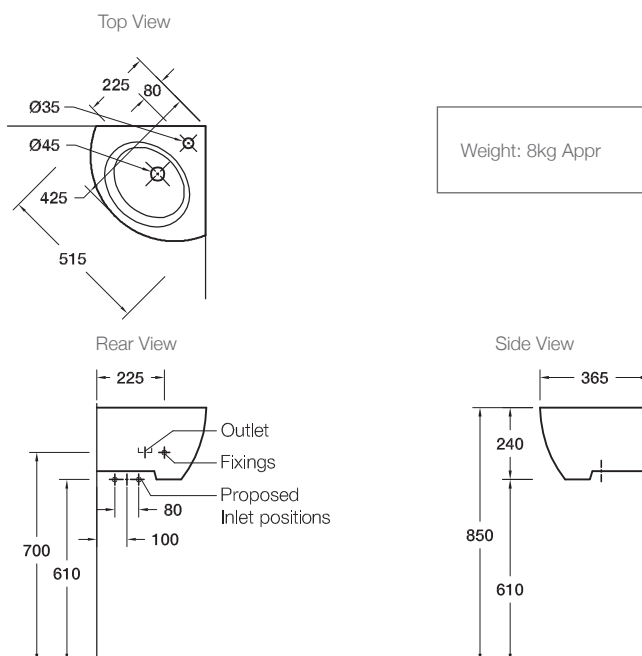 Top View
225
80
Ø35
Ø45
425
515
Weight: 8kg Appr
Rear View
225
Outlet
Fixings
Proposed
Inlet positions
80
100
700
610
Side View
365
240
850
610